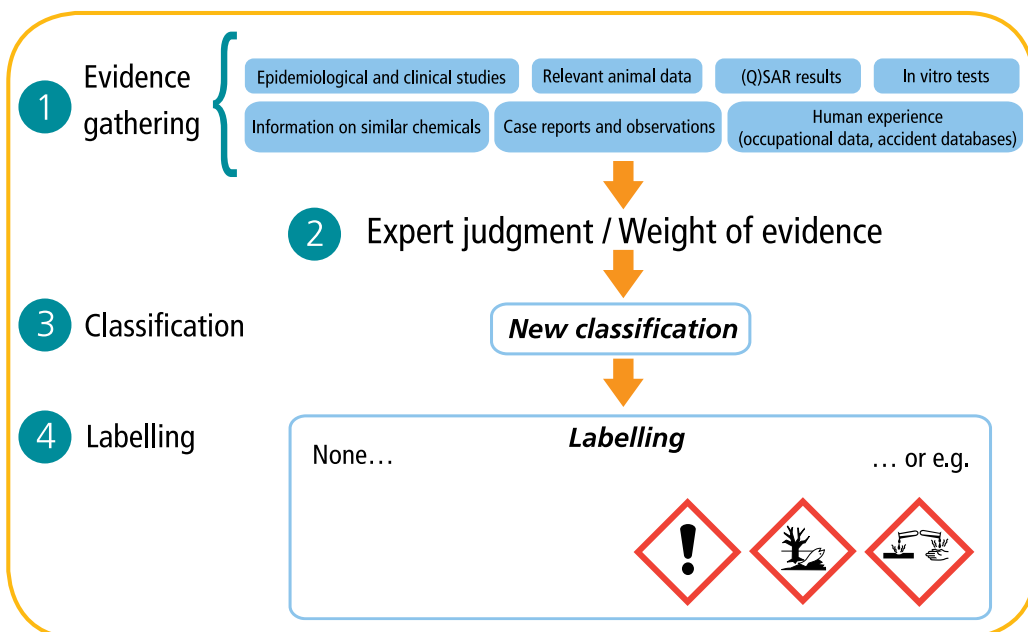 1
Evidence
gathering
Epidemiological and clinical studies
Relevant animal data
(Q)SAR results
In vitro tests
Information on similar chemicals
Case reports and observations
Human experience
(occupational data, accident databases)
2
Expert judgment / Weight of evidence
3
Classification
New classification
4
Labelling
Labelling
None…
… or e.g.